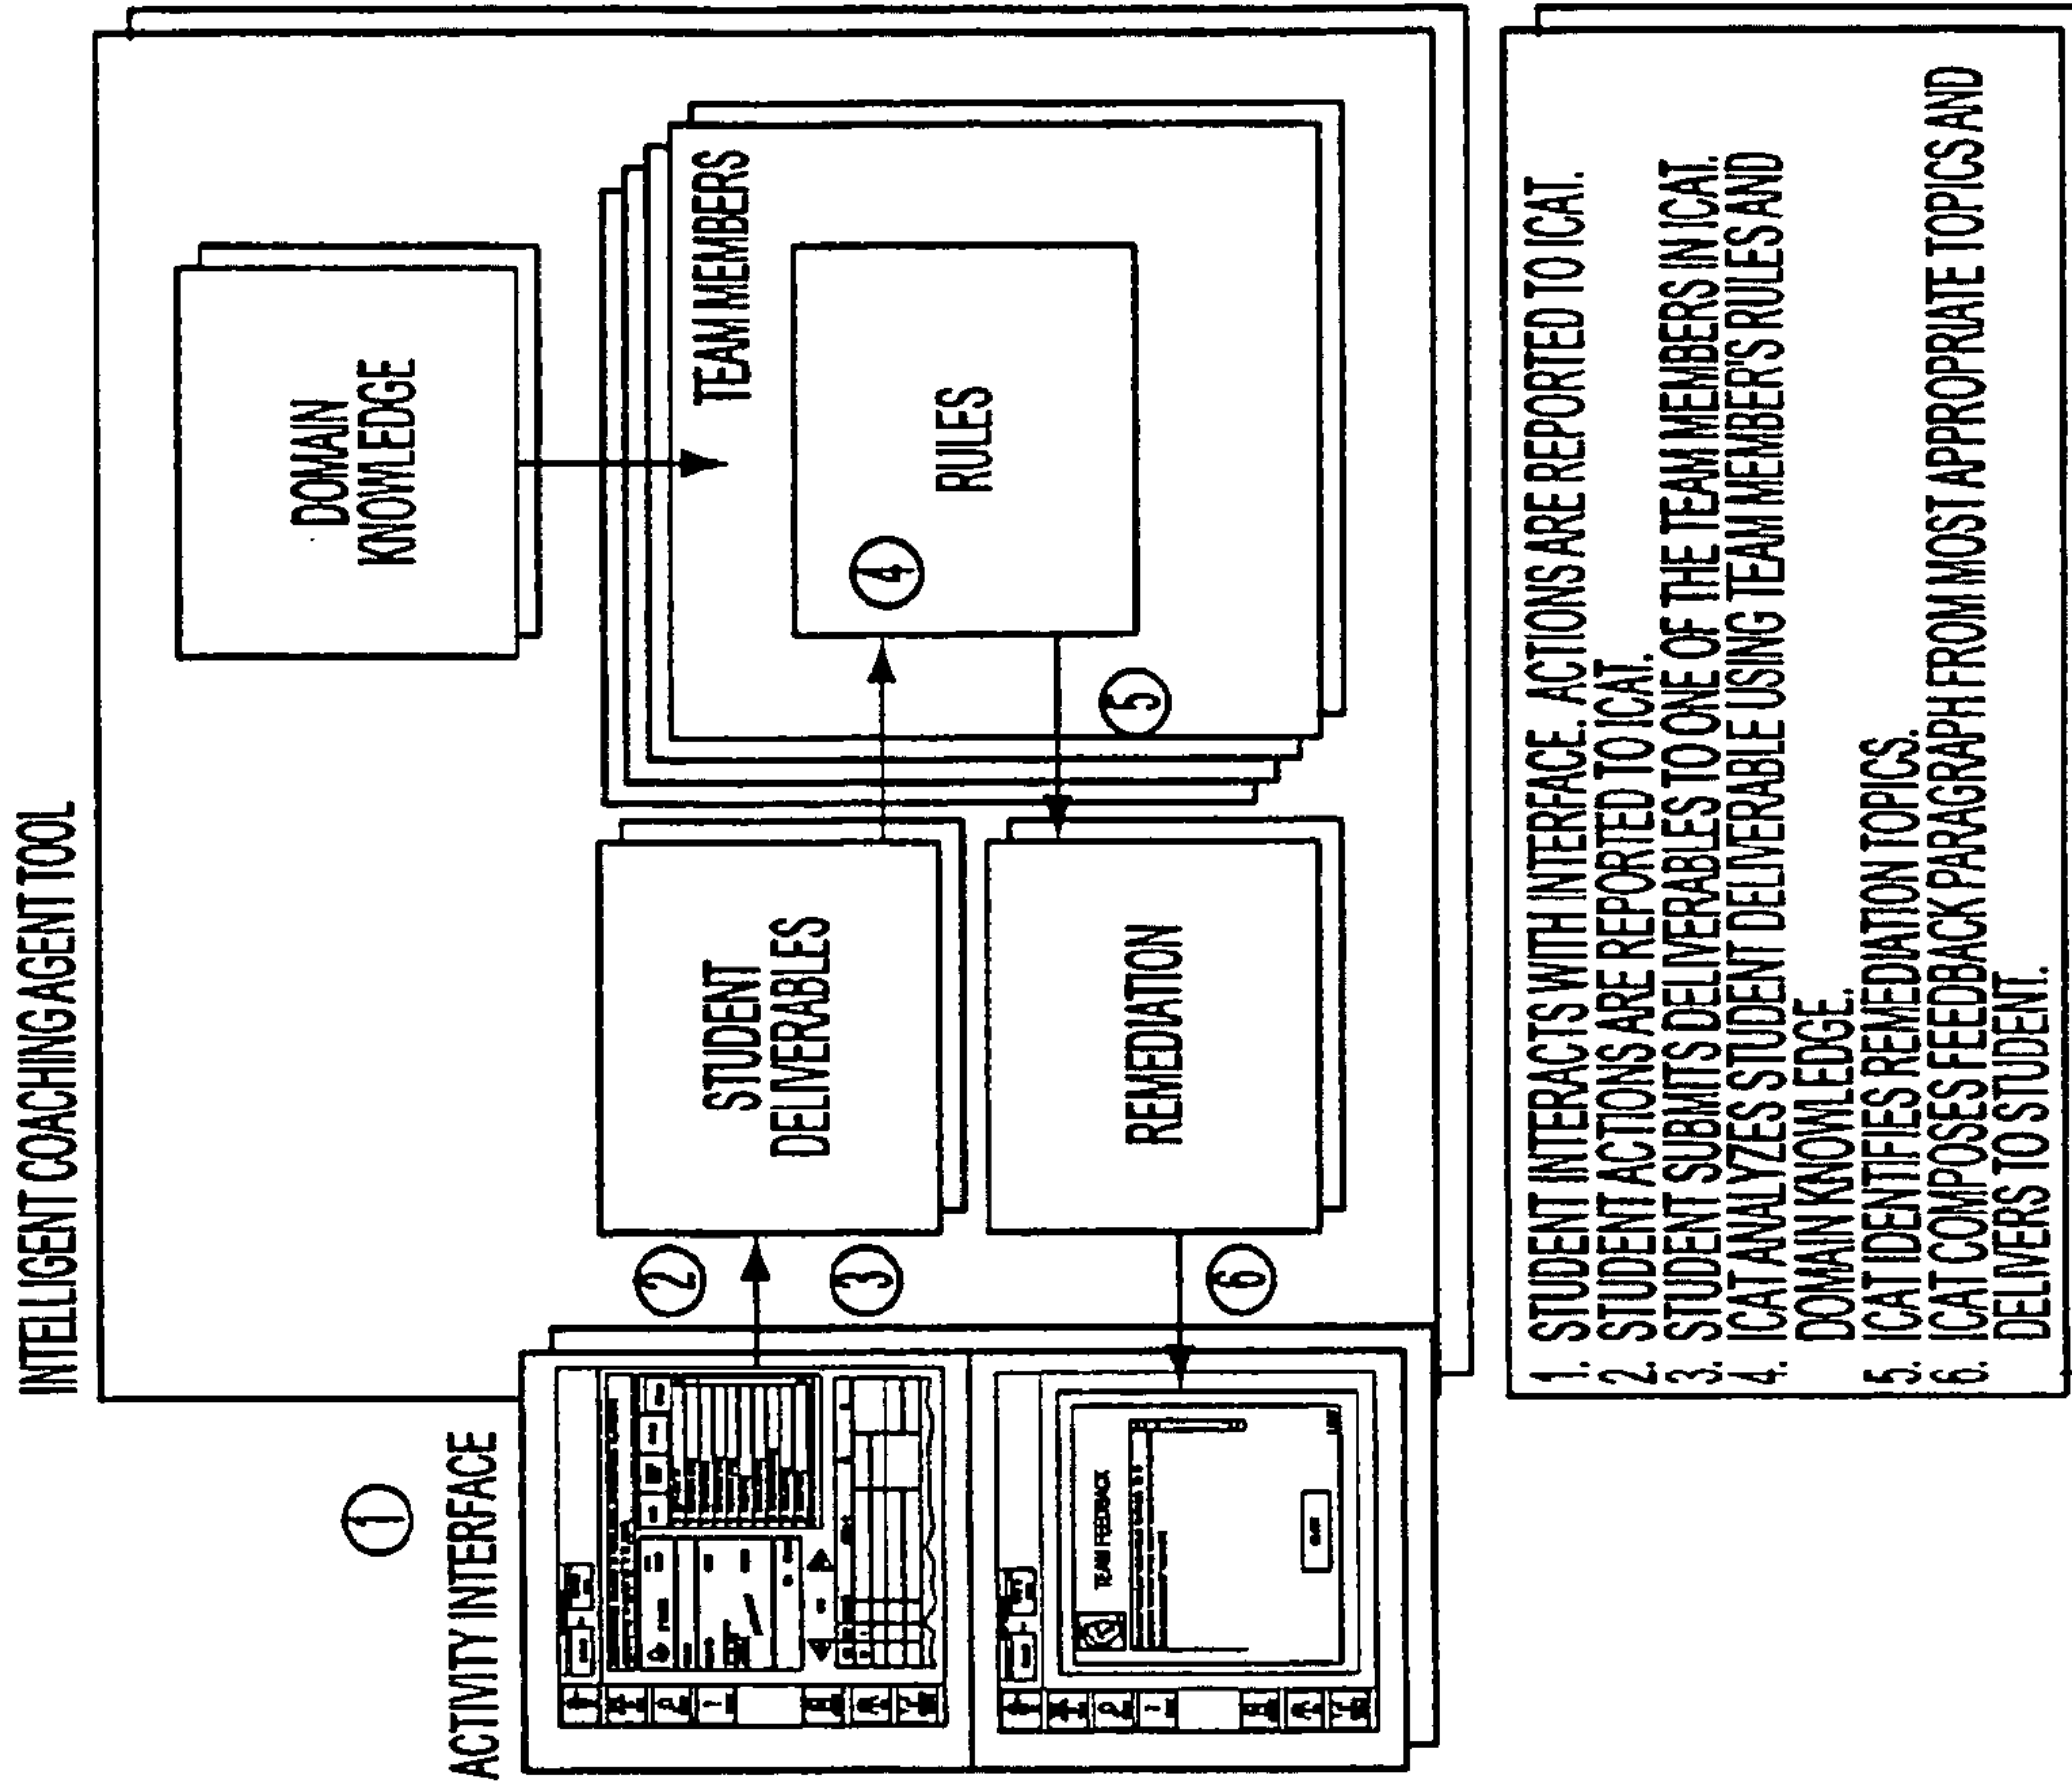 INTELLIGENT COACHING AGENT TOOL
1
ACTIVITY INTERFACE
TEAM FEEDBACK
2
3
STUDENT
DELIVERABLES
DOMAIN
KNOWLEDGE
TEAM MEMBERS
4
RULES
5
REMEDIATION
6
1. STUDENT INTERACTS WITH INTERFACE. ACTIONS ARE REPORTED TO ICAT.
2. STUDENT ACTIONS ARE REPORTED TO ICAT.
3. STUDENT SUBMITS DELIVERABLES TO ONE OF THE TEAM MEMBERS IN ICAT.
4. ICAT ANALYZES STUDENT DELIVERABLE USING TEAM MEMBER'S RULES AND
DOMAIN KNOWLEDGE.
5. ICAT IDENTIFIES REMEDIATION TOPICS.
6. ICAT COMPOSES FEEDBACK PARAGRAPH FROM MOST APPROPRIATE TOPICS AND
DELIVERS TO STUDENT.